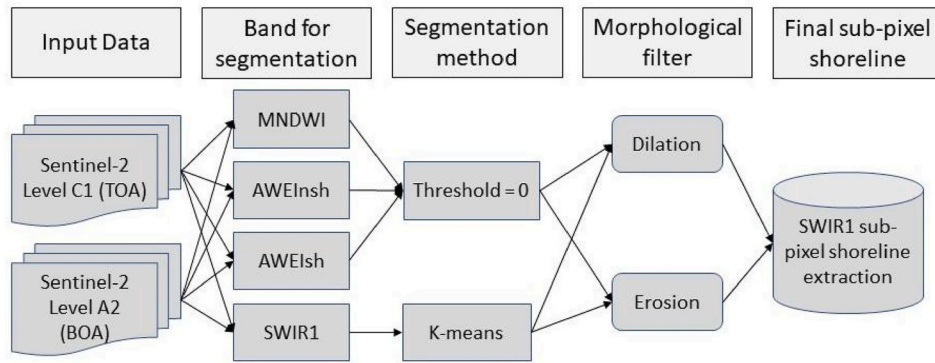 Input Data
Band for
segmentation
Segmentation
method
Morphological
filter
Final sub-pixel
shoreline
Sentinel-2
Level C1 (TOA)
Sentinel-2
Level A2
(BOA)
MNDWI
AWEInsh
AWEIsh
SWIR1
Threshold = 0
K-means
Dilation
Erosion
SWIR1 sub-
pixel shoreline
extraction